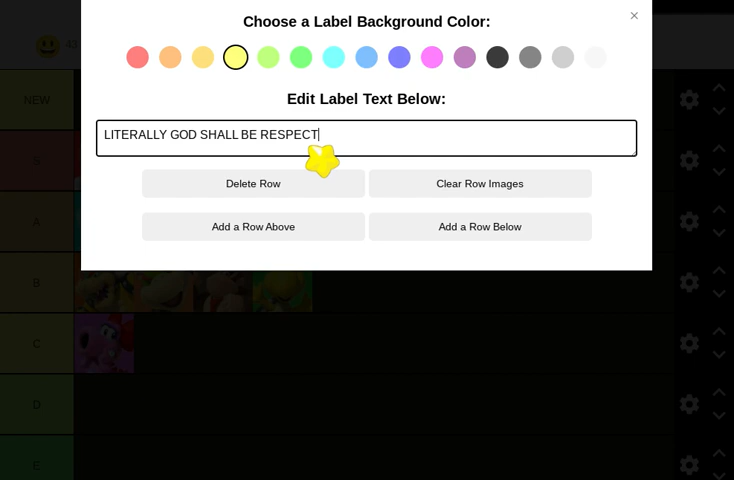 ×
Choose a Label Background Color:
43
Edit Label Text Below:
NEW
LITERALLY GOD SHALL BE RESPECT
S
Delete Row
Clear Row Images
A
Add a Row Above
Add a Row Below
B
C
D
E